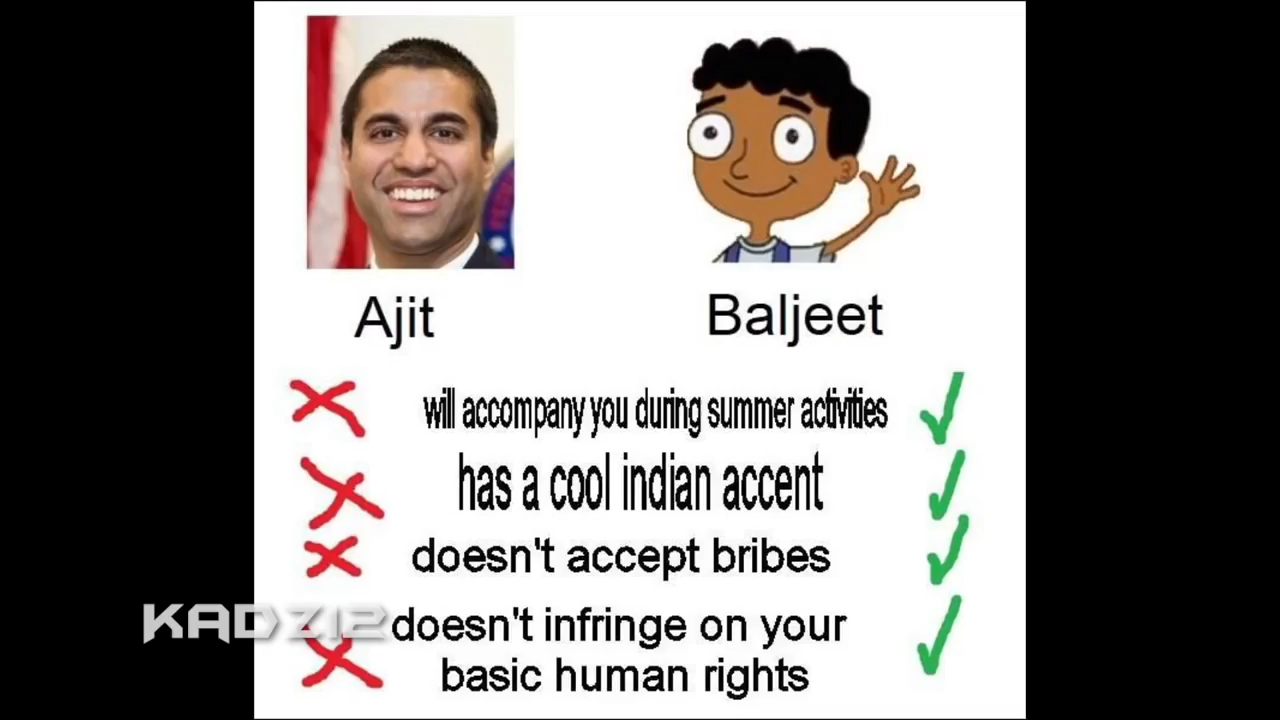 Ajit
Baljeet
will accompany you during summer activities
has a cool indian accent
doesn't accept bribes
doesn't infringe on your
basic human rights
KADZ12